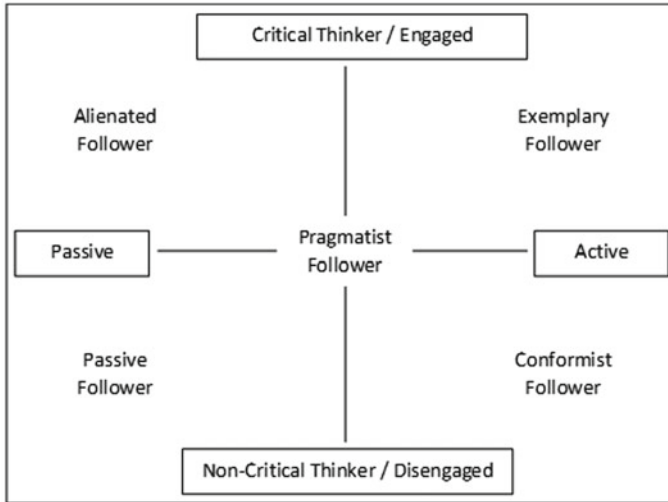 Critical Thinker / Engaged
Alienated
Follower
Exemplary
Follower
Passive
Pragmatist
Follower
Active
Passive
Follower
Conformist
Follower
Non-Critical Thinker / Disengaged